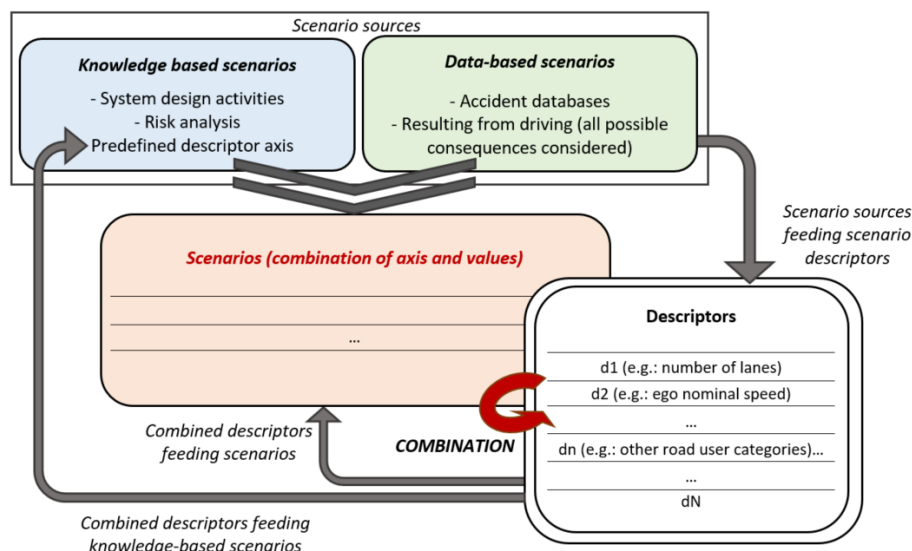 Scenario sources
Knowledge based scenarios
- System design activities
- Risk analysis
Predefined descriptor axis
Data-based scenarios
- Accident databases
- Resulting from driving (all possible
consequences considered)
Scenario sources
feeding scenario
descriptors
Scenarios (combination of axis and values)
...
Descriptors
d1 (e.g.: number of lanes)
d2 (e.g.: ego nominal speed)
...
dn (e.g.: other road user categories)...
...
dN
Combined descriptors
feeding scenarios
COMBINATION
Combined descriptors feeding
knowledge-based scenarios